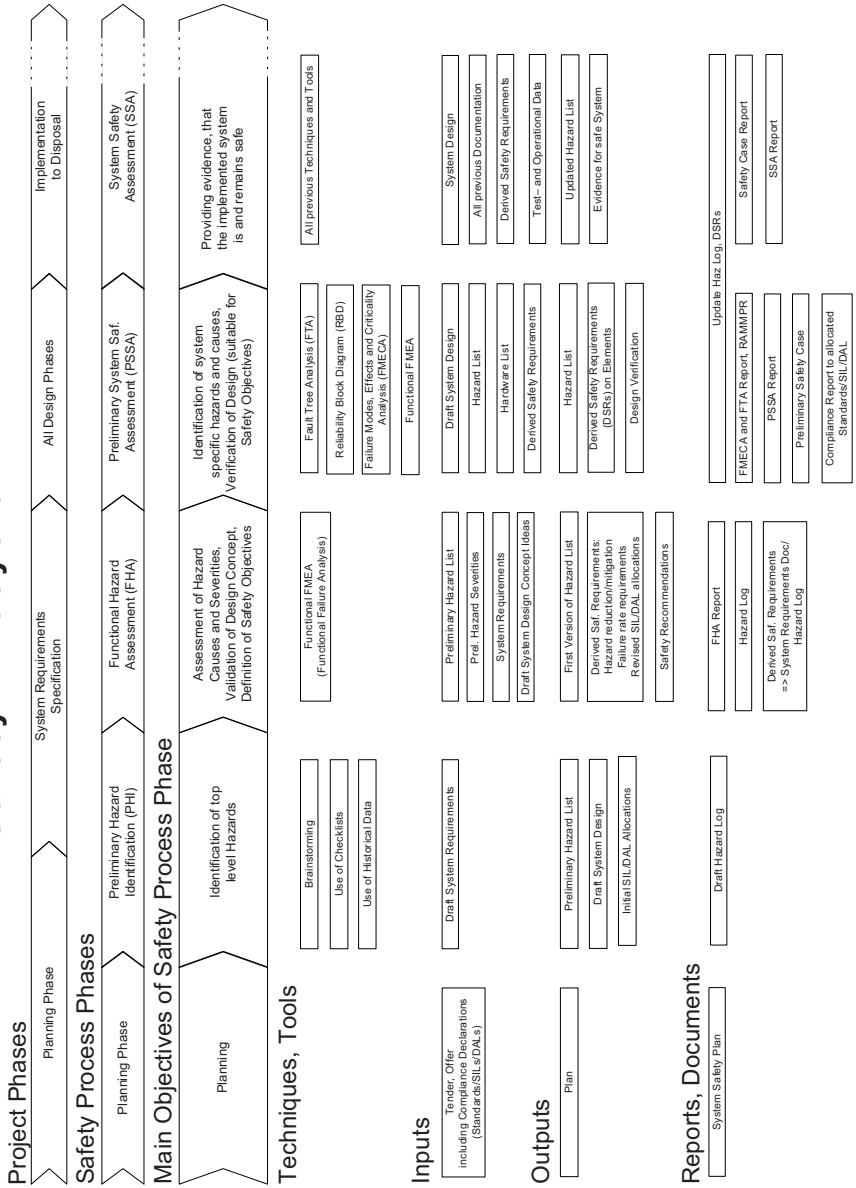 Project Phases
Planning Phase
System Requirements
Specification
All Design Phases
Implementation
to Disposal
Safety Process Phases
Planning Phase
Preliminary Hazard
Identification (PHI)
Functional Hazard
Assessment (FHA)
Preliminary System Saf.
Assessment (PSSA)
System Safety
Assessment (SSA)
Main Objectives of Safety Process Phase
Planning
Identification of top
level Hazards
Assessment of Hazard
Causes and Severities,
Validation of Design Concept,
Definition of Safety Objectives
Identification of system
specific hazards and causes,
Verification of Design (suitable for
Safety Objectives)
Providing evidence, that
the implemented system
is and remains safe
Techniques, Tools
Brainstorming
Use of Checklists
Use of Historical Data
Functional FMEA
(Functional Failure Analysis)
Fault Tree Analysis (FTA)
Reliability Block Diagram (RBD)
Failure Modes, Effects and Criticality
Analysis (FMECA)
Functional FMEA
All previous Techniques and Tools
Inputs
Tender, Offer
including Compliance Declarations
(Standards/SILs/DALs)
Draft System Requirements
Preliminary Hazard List
Prel. Hazard Severities
System Requirements
Draft System Design Concept Ideas
Draft System Design
Hazard List
Hardware List
Derived Safety Requirements
System Design
All previous Documentation
Derived Safety Requirements
Test– and Operational Data
Outputs
Plan
Preliminary Hazard List
Draft System Design
Initial SIL/DAL Allocations
First Version of Hazard List
Derived Saf. Requirements:
Hazard reduction/mitigation
Failure rate requirements
Revised SIL/DAL allocations
Safety Recommendations
Hazard List
Derived Safety Requirements
(DSRs) on Elements
Design Verification
Updated Hazard List
Evidence for safe System
Reports, Documents
System Safety Plan
Draft Hazard Log
FHA Report
Hazard Log
Derived Saf. Requirements
=> System Requirements Doc/
Hazard Log
Update Haz Log, DSRs
FMECA and FTA Report, RAMMPR
PSSA Report
Preliminary Safety Case
Compliance Report to allocated
Standards/SIL/DAL
Safety Case Report
SSA Report